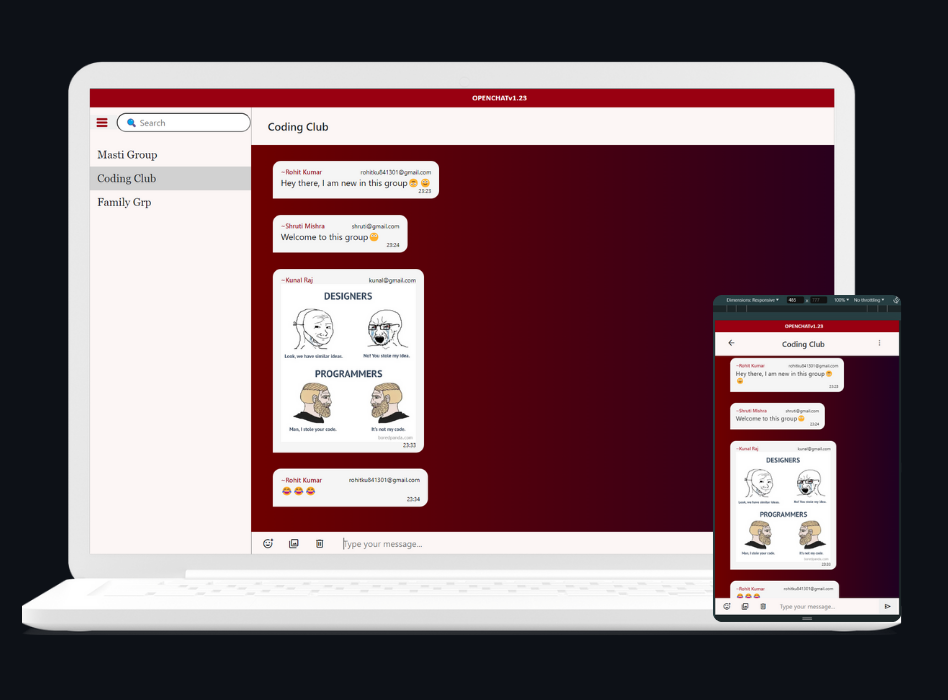 OPENCHATv1.23
Search
Coding Club
Masti Group
Coding Club
Family Grp
~Rohit Kumar rohitku841301@gmail.com
Hey there, I am new in this group😁 😄
23:23
~Shruti Mishra shruti@gmail.com
Welcome to this group😊
23:24
~Kunal Raj kunal@gmail.com
DESIGNERS
Look, we have similar ideas. No! You stole my idea.
PROGRAMMERS
Man, I stole your code. It's not my code.
boredpanda.com
23:33
~Rohit Kumar rohitku841301@gmail.com
😂 😂 😂
23:34
Type your message...
Dimensions: Responsive 485 x 100% No throttling
OPENCHATv1.23
Coding Club
~Rohit Kumar rohitku841301@gmail.com
Hey there, I am new in this group😁
😄
23:23
~Shruti Mishra shruti@gmail.com
Welcome to this group😊
23:24
~Kunal Raj kunal@gmail.com
DESIGNERS
Look, we have similar ideas. No! You stole my idea.
PROGRAMMERS
Man, I stole your code. It's not my code.
23:33
~Rohit Kumar rohitku841301@gmail.com
😂 😂 😂
Type your message...